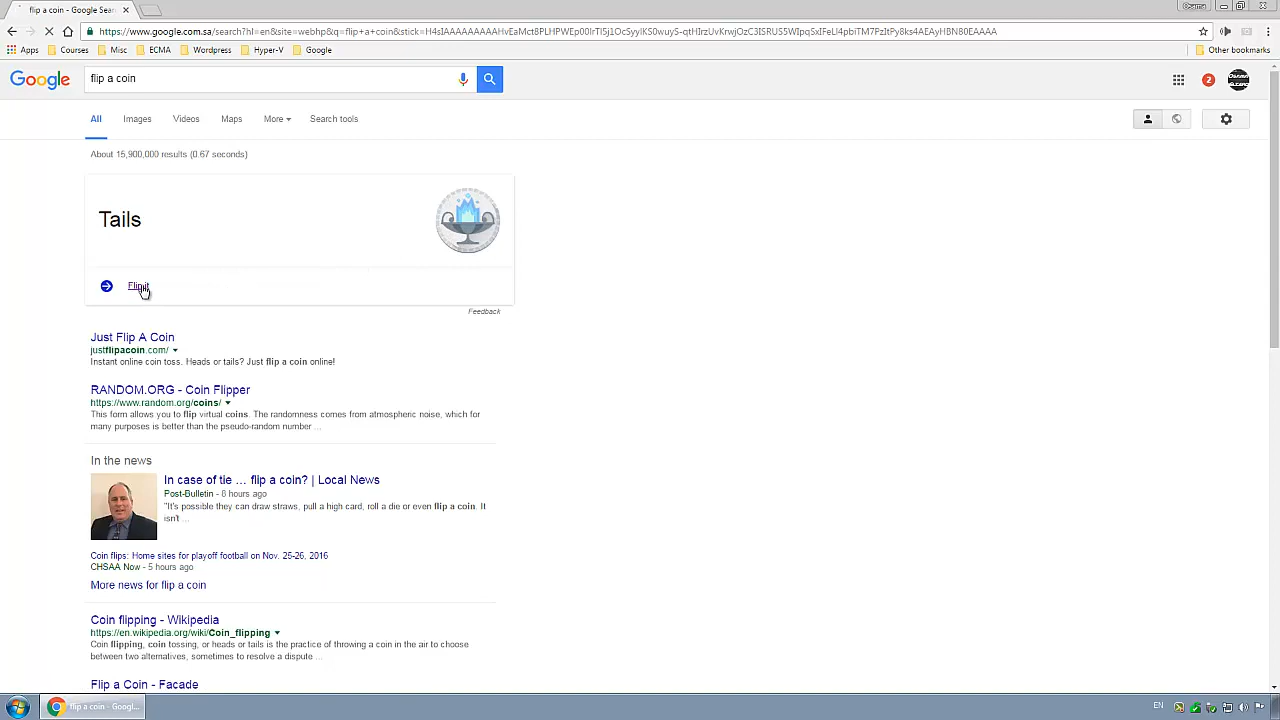 flip a coin - Google Sear
https://www.google.com.sa/search?hl=en&site=webhp&q=flip+a+coin&stick=
Apps Courses Misc ECMA Wordpress Hyper-V Google Other bookmarks
Google flip a coin 2
All Images Videos Maps More Search tools
About 15,900,000 results (0.67 seconds)
Tails
Flip it
Feedback
Just Flip A Coin
justflipacoin.com/
Instant online coin toss. Heads or tails? Just flip a coin online!
RANDOM.ORG - Coin Flipper
https://www.random.org/coins/
This form allows you to flip virtual coins. The randomness comes from atmospheric noise, which for
many purposes is better than the pseudo-random number ...
In the news
In case of tie ... flip a coin? | Local News
Post-Bulletin - 8 hours ago
"It's possible they can draw straws, pull a high card, roll a die or even flip a coin. It
isn't ...
Coin flips: Home sites for playoff football on Nov. 25-26, 2016
CHSAA Now - 5 hours ago
More news for flip a coin
Coin flipping - Wikipedia
https://en.wikipedia.org/wiki/Coin_flipping
Coin flipping, coin tossing, or heads or tails is the practice of throwing a coin in the air to choose
between two alternatives, sometimes to resolve a dispute ...
Flip a Coin - Facade
flip a coin - Googl...
EN